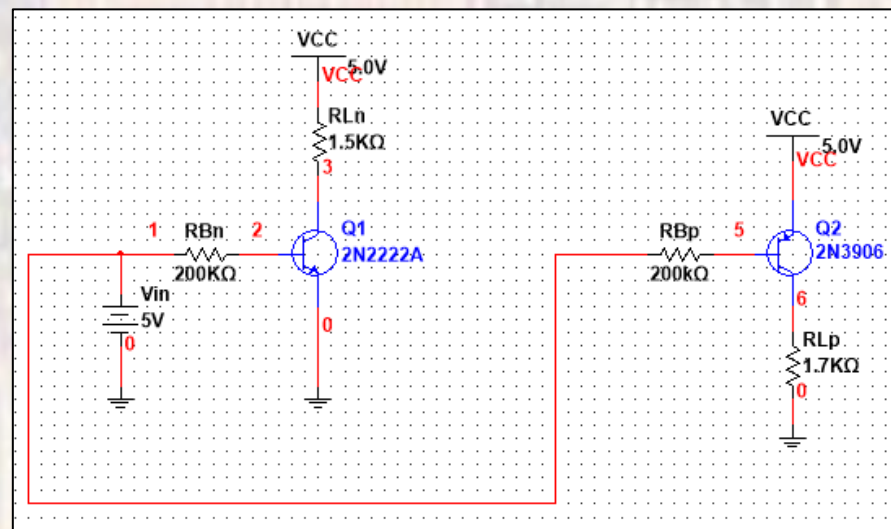 VCC
5.0V
VCC
RLn
1.5KΩ
3
1
RBn
2
200KΩ
Q1
2N2222A
0
Vin
5V
0
VCC
5.0V
VCC
RBp
5
200kΩ
Q2
2N3906
6
RLp
1.7KΩ
0